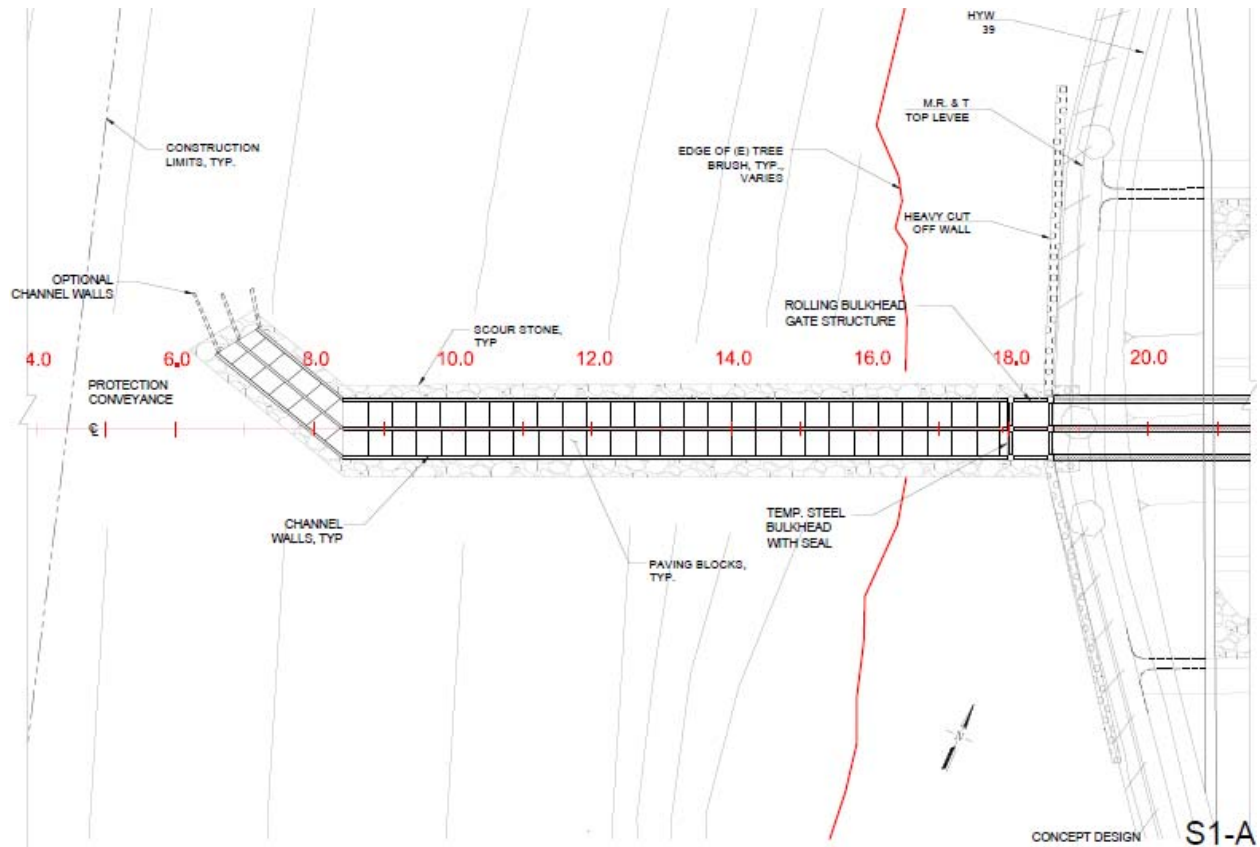 HYW
39
M.R. & T
TOP LEVEE
CONSTRUCTION
LIMITS, TYP.
EDGE OF (E) TREE
BRUSH, TYP.,
VARIES
HEAVY CUT
OFF WALL
OPTIONAL
CHANNEL WALLS
ROLLING BULKHEAD
GATE STRUCTURE
SCOUR STONE,
TYP
4.0 6.0 8.0 10.0 12.0 14.0 16.0 18.0 20.0
PROTECTION
CONVEYANCE
CL
CHANNEL
WALLS, TYP
TEMP. STEEL
BULKHEAD
WITH SEAL
PAVING BLOCKS,
TYP.
N
CONCEPT DESIGN
S1-A